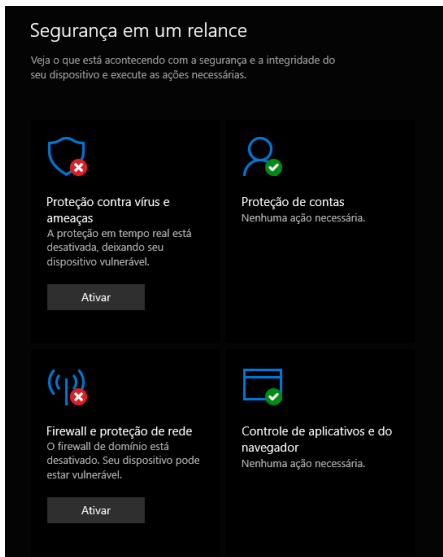 Segurança em um relance
Veja o que está acontecendo com a segurança e a integridade do
seu dispositivo e execute as ações necessárias.
Proteção contra vírus e
ameaças
A proteção em tempo real está
desativada, deixando seu
dispositivo vulnerável.
Ativar
Proteção de contas
Nenhuma ação necessária.
Firewall e proteção de rede
O firewall de domínio está
desativado. Seu dispositivo pode
estar vulnerável.
Ativar
Controle de aplicativos e do
navegador
Nenhuma ação necessária.